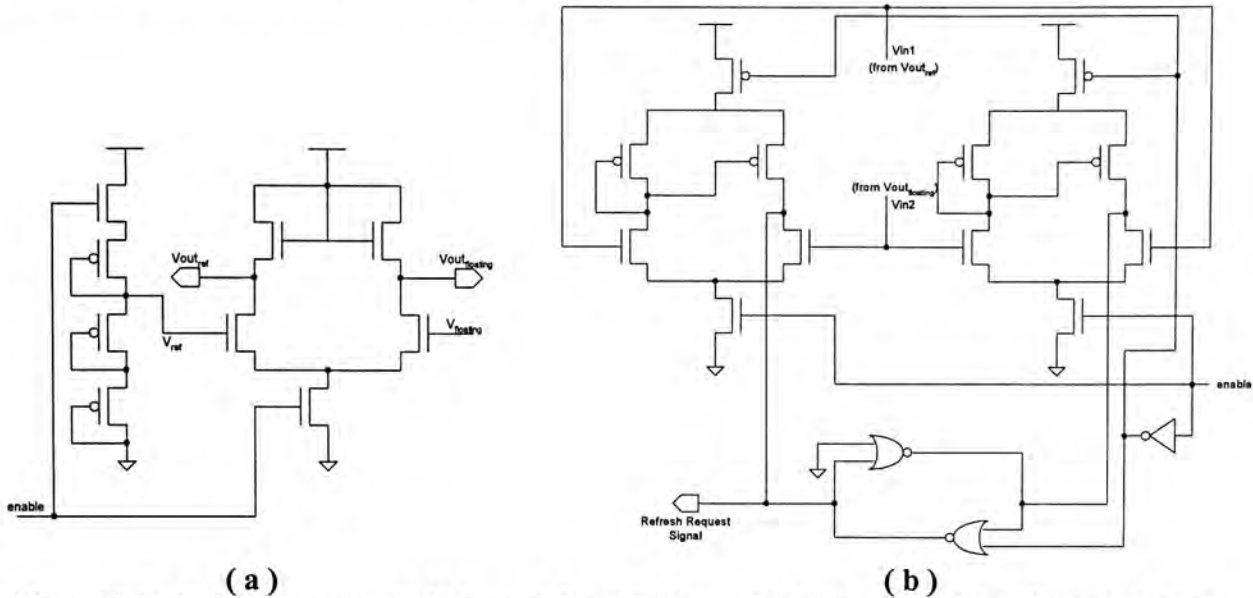 Vout_ref
Vout_floating
V_ref
V_floating
enable
( a )
Vin1
(from Vout_ref)
(from Vout_floating)
Vin2
enable
Refresh Request
Signal
( b )